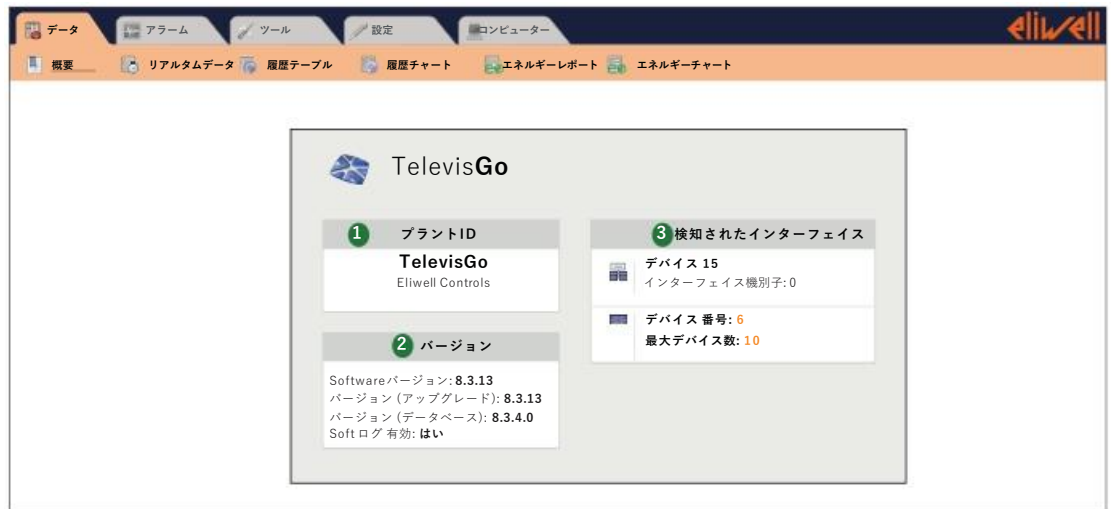 データ アラーム ツール 設定 コンピューター eliwell
概要 リアルタムデータ 履歴テーブル 履歴チャート エネルギーレポート エネルギーチャート
TelevisGo
1 プラントID
TelevisGo
Eliwell Controls
2 バージョン
Softwareバージョン: 8.3.13
バージョン (アップグレード): 8.3.13
バージョン (データベース): 8.3.4.0
Soft ログ 有効: はい
3 検知されたインターフェイス
デバイス 15
インターフェイス機別子: 0
デバイス 番号: 6
最大デバイス数: 10